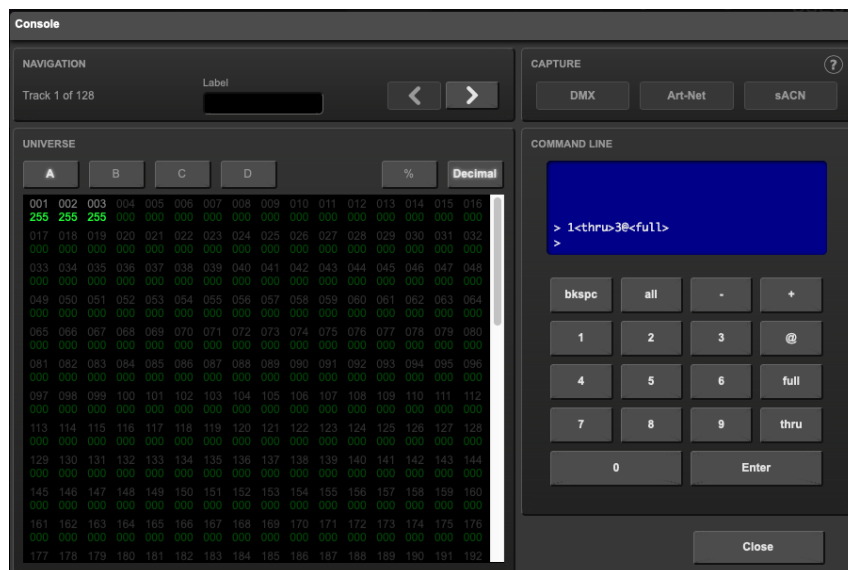 Console
NAVIGATION
Track 1 of 128
Label
CAPTURE
?
DMX Art-Net sACN
UNIVERSE
A B C D % Decimal
001 002 003 004 005 006 007 008 009 010 011 012 013 014 015 016
255 255 255 000 000 000 000 000 000 000 000 000 000 000 000 000
017 018 019 020 021 022 023 024 025 026 027 028 029 030 031 032
000 000 000 000 000 000 000 000 000 000 000 000 000 000 000 000
033 034 035 036 037 038 039 040 041 042 043 044 045 046 047 048
000 000 000 000 000 000 000 000 000 000 000 000 000 000 000 000
049 050 051 052 053 054 055 056 057 058 059 060 061 062 063 064
000 000 000 000 000 000 000 000 000 000 000 000 000 000 000 000
065 066 067 068 069 070 071 072 073 074 075 076 077 078 079 080
000 000 000 000 000 000 000 000 000 000 000 000 000 000 000 000
081 082 083 084 085 086 087 088 089 090 091 092 093 094 095 096
000 000 000 000 000 000 000 000 000 000 000 000 000 000 000 000
097 098 099 100 101 102 103 104 105 106 107 108 109 110 111 112
000 000 000 000 000 000 000 000 000 000 000 000 000 000 000 000
113 114 115 116 117 118 119 120 121 122 123 124 125 126 127 128
000 000 000 000 000 000 000 000 000 000 000 000 000 000 000 000
129 130 131 132 133 134 135 136 137 138 139 140 141 142 143 144
000 000 000 000 000 000 000 000 000 000 000 000 000 000 000 000
145 146 147 148 149 150 151 152 153 154 155 156 157 158 159 160
000 000 000 000 000 000 000 000 000 000 000 000 000 000 000 000
161 162 163 164 165 166 167 168 169 170 171 172 173 174 175 176
000 000 000 000 000 000 000 000 000 000 000 000 000 000 000 000
177 178 179 180 181 182 183 184 185 186 187 188 189 190 191 192
COMMAND LINE
> 1<thru>3@<full>
>
bkspc all - +
1 2 3 @
4 5 6 full
7 8 9 thru
0 Enter
Close